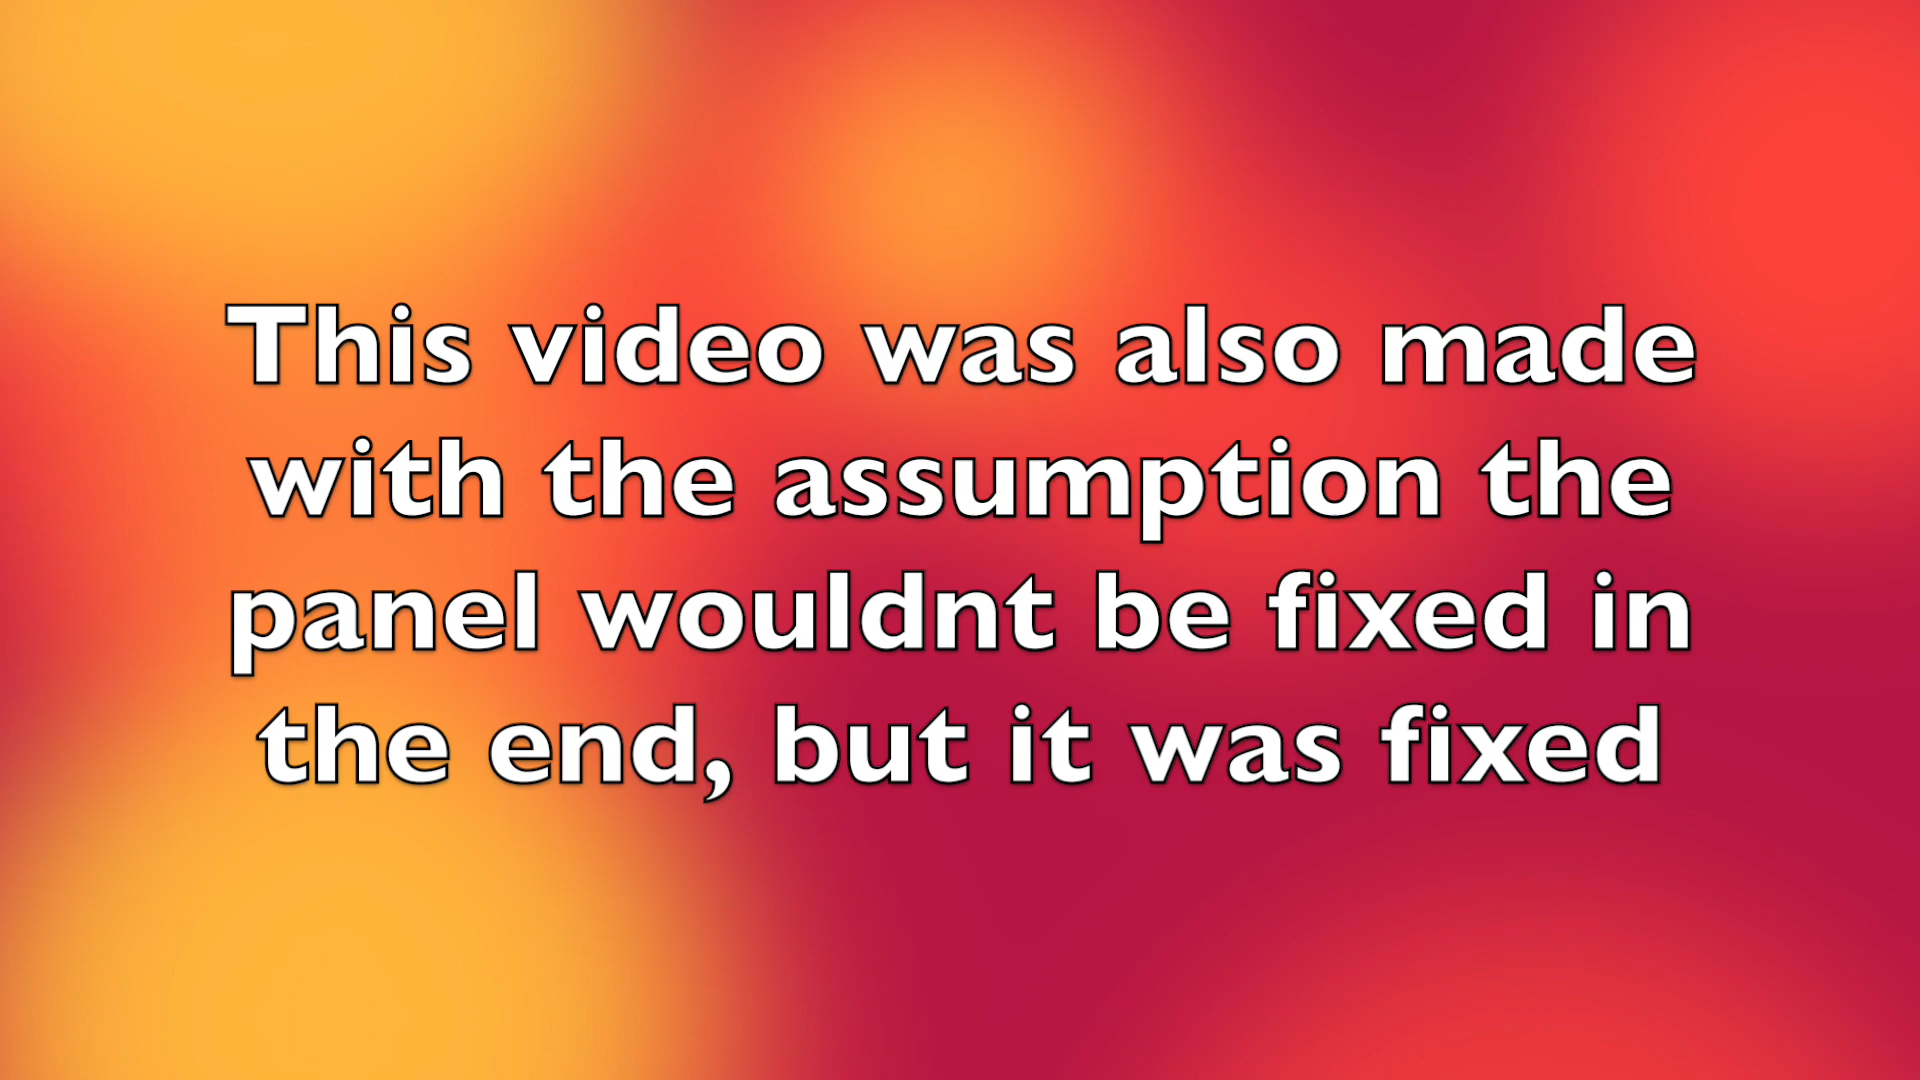 This video was also made
with the assumption the
panel wouldnt be fixed in
the end, but it was fixed